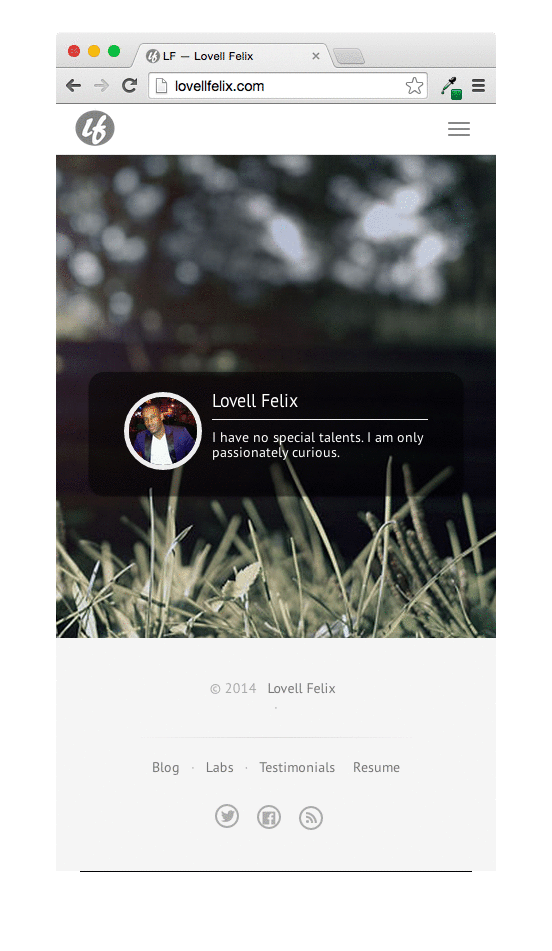 LF — Lovell Felix
lovellfelix.com
lf
Lovell Felix
I have no special talents. I am only
passionately curious.
© 2014 Lovell Felix
·
Blog · Labs · Testimonials Resume